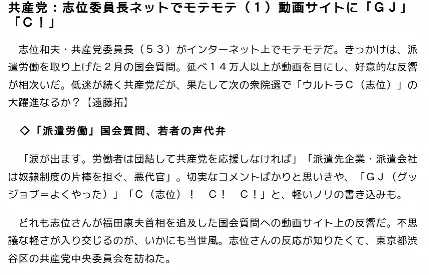 共産党:志位委員長ネットでモテモテ(1)動画サイトに「GJ」
「C!」
志位和夫・共産党委員長(53)がインターネット上でモテモテだ。きっかけは、派
遣労働を取り上げた2月の国会質問。延べ14万人以上が動画を目にし、好意的な反響
が相次いだ。低迷が続く共産党だが、果たして次の衆院選で「ウルトラC(志位)」の
大躍進なるか?【遠藤拓】
◇「派遣労働」国会質問、若者の声代弁
「涙が出ます。労働者は団結して共産党を応援しなければ」「派遣先企業・派遣会社
は奴隷制度の片棒を担ぐ、悪代官」。切実なコメントばかりと思いきや、「GJ(グッ
ジョブ=よくやった)」「C(志位)! C! C!」と、軽いノリの書き込みも。
どれも志位さんが福田康夫首相を追及した国会質問への動画サイト上の反響だ。不思
議な軽さが入り交じるのが、いかにも当世風。志位さんの反応が知りたくて、東京都渋
谷区の共産党中央委員会を訪ねた。